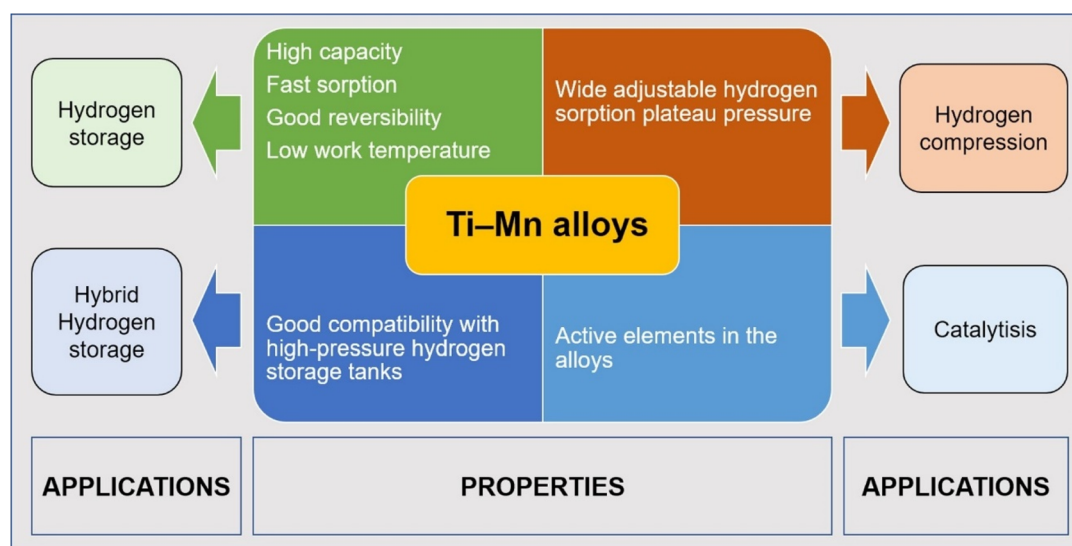 Hydrogen
storage
High capacity
Fast sorption
Good reversibility
Low work temperature
Wide adjustable hydrogen
sorption plateau pressure
Hydrogen
compression
Ti–Mn alloys
Hybrid
Hydrogen
storage
Good compatibility with
high-pressure hydrogen
storage tanks
Active elements in the
alloys
Catalytisis
APPLICATIONS
PROPERTIES
APPLICATIONS